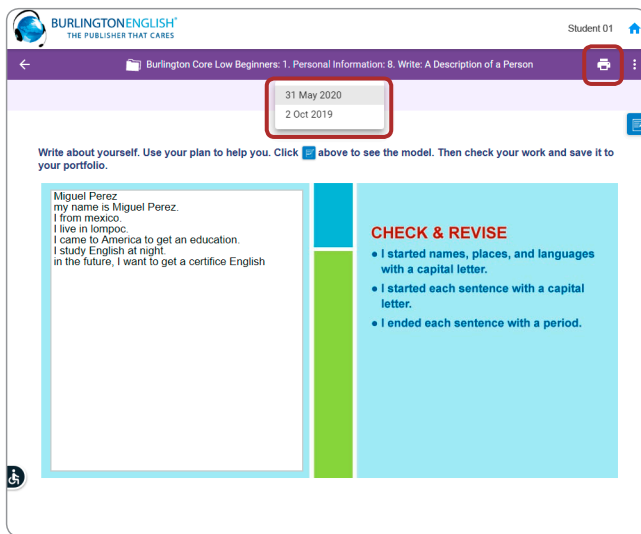 BURLINGTONENGLISH®
THE PUBLISHER THAT CARES
Student 01
Burlington Core Low Beginners: 1. Personal Information: 8. Write: A Description of a Person
31 May 2020
2 Oct 2019
Write about yourself. Use your plan to help you. Click above to see the model. Then check your work and save it to
your portfolio.
Miguel Perez
my name is Miguel Perez.
I from mexico.
I live in lompoc.
I came to America to get an education.
I study English at night.
in the future, I want to get a certifice English
CHECK & REVISE
• I started names, places, and languages
with a capital letter.
• I started each sentence with a capital
letter.
• I ended each sentence with a period.